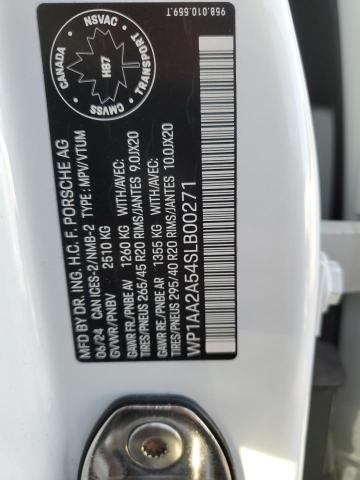 958.010.559.T
NSVAC
CANADA
H87
TRANSPORT
CMVSS
MFD. BY DR. ING. H.C. F. PORSCHE AG
06/24 CAN ICES-2/NMB-2 TYPE: MPV/VTUM
GVWR/PNBV 2510 KG
GAWR FR./PNBE AV 1260 KG WITH/AVEC:
TIRES/PNEUS 265/45 R20 RIMS/JANTES 9.0JX20
GAWR RE./PNBE AR 1355 KG WITH/AVEC:
TIRES/PNEUS 295/40 R20 RIMS/JANTES 10.0JX20
WP1AA2A54SLB00271